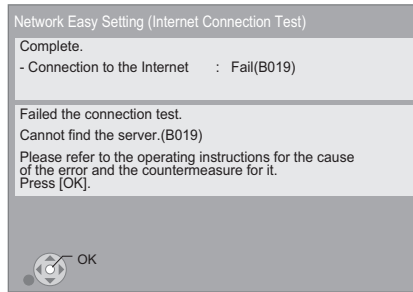 Network Easy Setting (Internet Connection Test)
Complete.
- Connection to the Internet : Fail(B019)
Failed the connection test.
Cannot find the server.(B019)
Please refer to the operating instructions for the cause
of the error and the countermeasure for it.
Press [OK].
OK